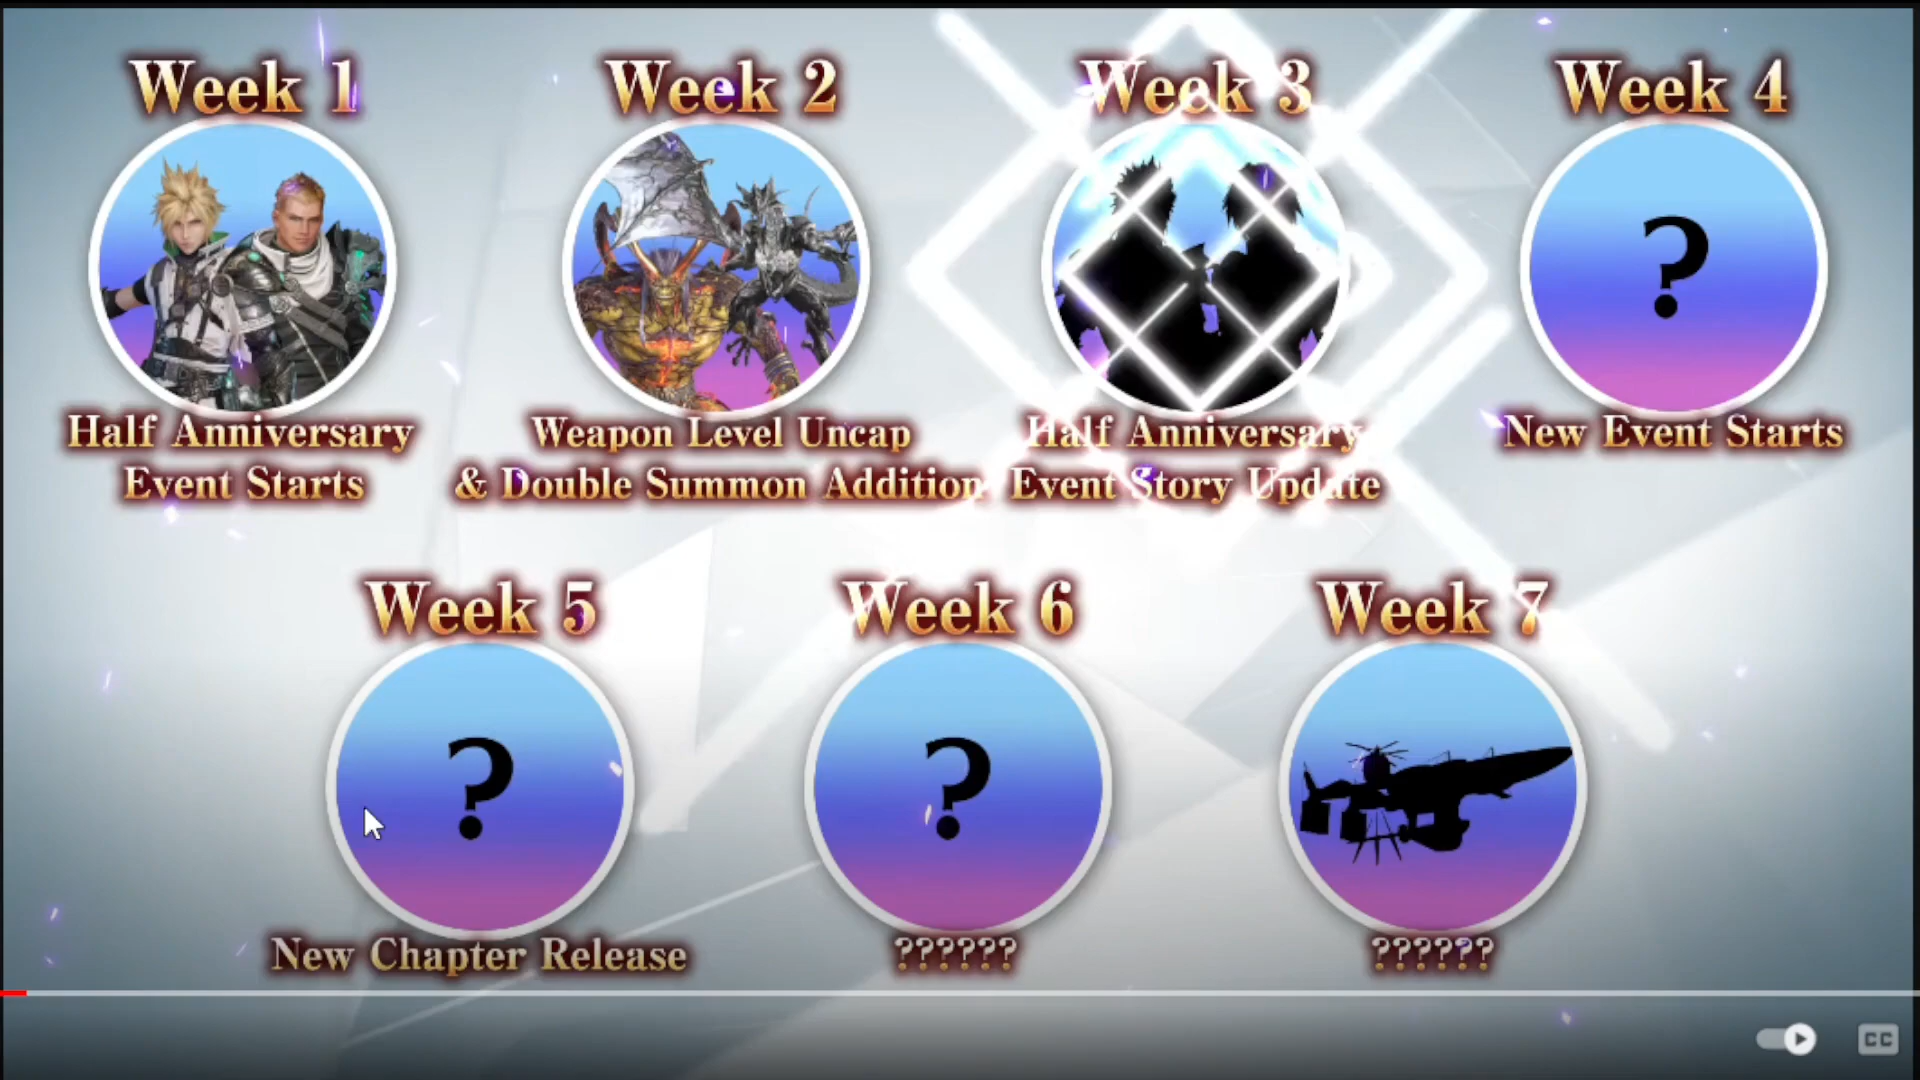 Week 1
Week 2
Week 3
Week 4
?
Half Anniversary
Event Starts
Weapon Level Uncap
& Double Summon Addition
Half Anniversary
Event Story Update
New Event Starts
Week 5
Week 6
Week 7
?
?
New Chapter Release
??????
??????
CC